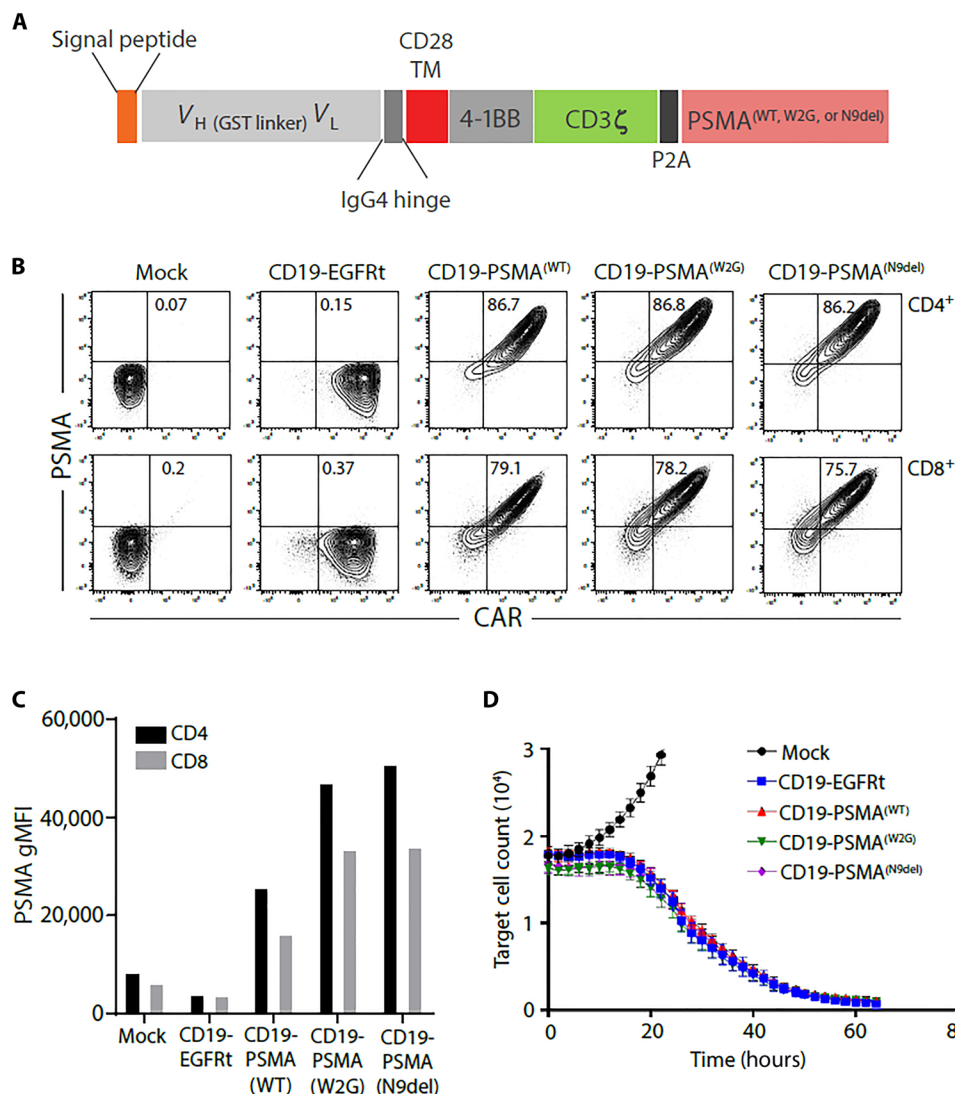 A
Signal peptide
CD28
TM
VH (GST linker) VL
4-1BB
CD3ζ
PSMA(WT, W2G, or N9del)
P2A
IgG4 hinge
B
Mock
CD19-EGFRt
CD19-PSMA(WT)
CD19-PSMA(W2G)
CD19-PSMA(N9del)
0.07
0.15
86.7
86.8
86.2
CD4+
PSMA
0.2
0.37
79.1
78.2
75.7
CD8+
CAR
C
60,000
40,000
20,000
0
PSMA gMFI
CD4
CD8
Mock
CD19-
EGFRt
CD19-
PSMA
(WT)
CD19-
PSMA
(W2G)
CD19-
PSMA
(N9del)
D
3
2
1
0
Target cell count (10⁴)
Mock
CD19-EGFRt
CD19-PSMA(WT)
CD19-PSMA(W2G)
CD19-PSMA(N9del)
0
20
40
60
8
Time (hours)